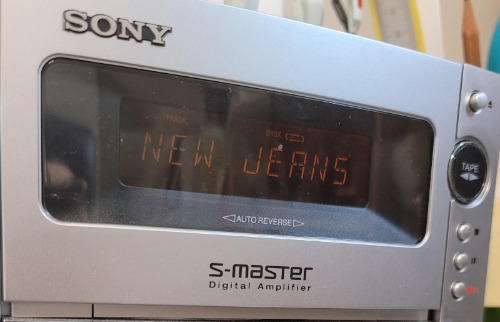 SONY
TRACK
DISK
NEW JEANS
TAPE
AUTO REVERSE
S-master
Digital Amplifier